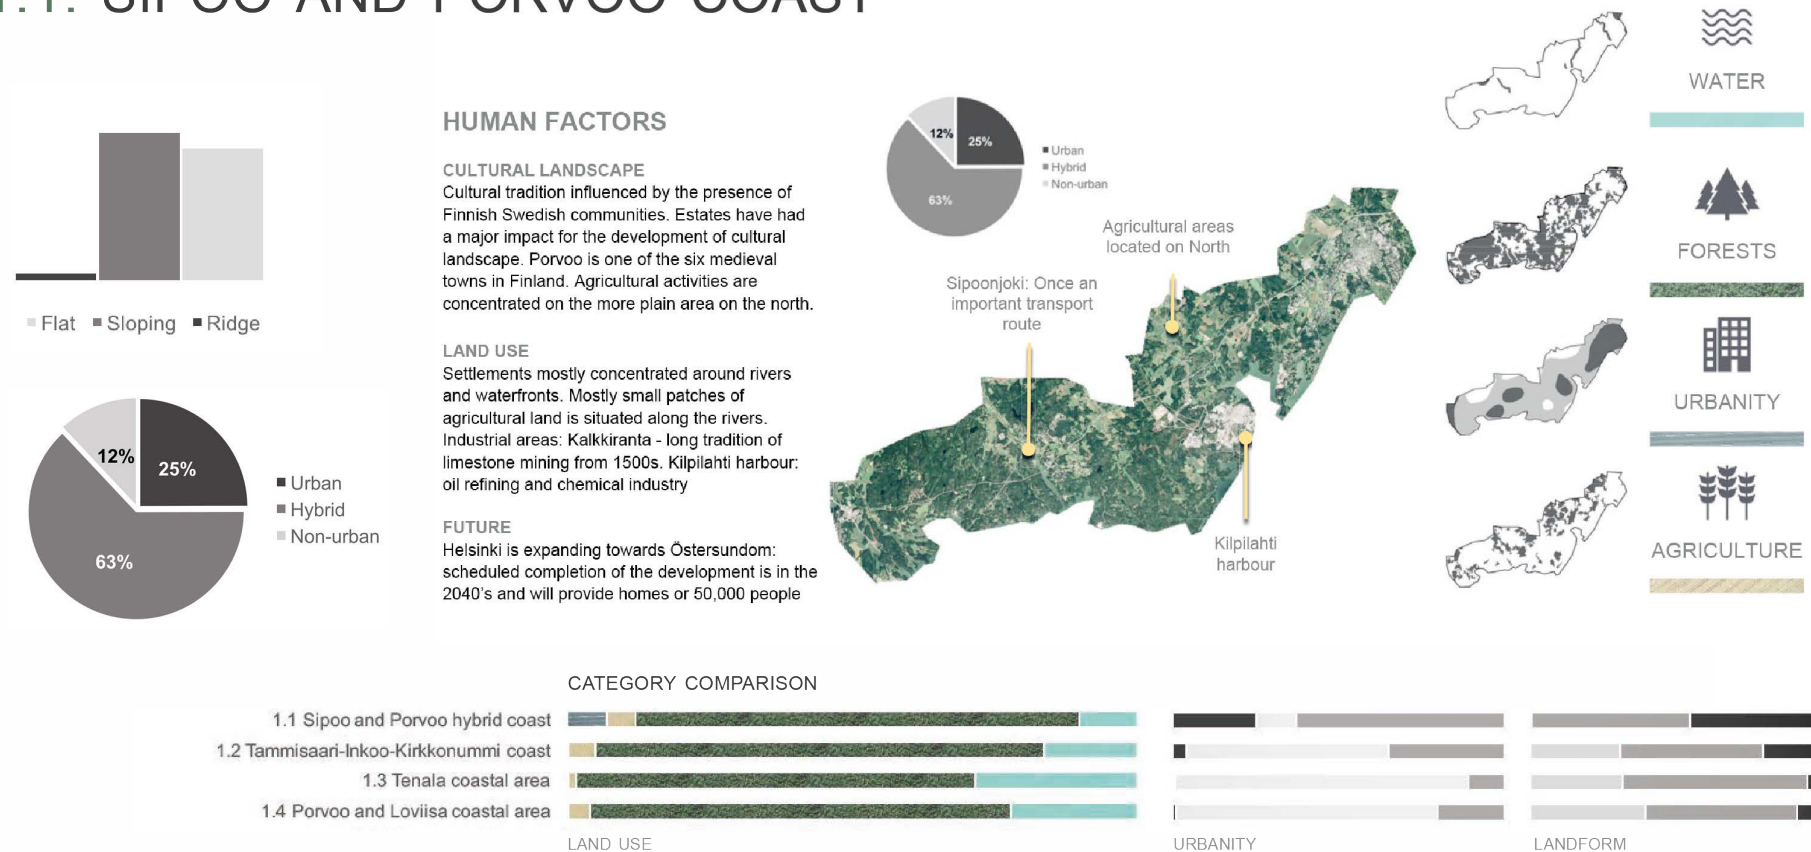 1.1. SIPOO AND PORVOO COAST
Flat Sloping Ridge
12%
25%
63%
Urban
Hybrid
Non-urban
HUMAN FACTORS
CULTURAL LANDSCAPE
Cultural tradition influenced by the presence of
Finnish Swedish communities. Estates have had
a major impact for the development of cultural
landscape. Porvoo is one of the six medieval
towns in Finland. Agricultural activities are
concentrated on the more plain area on the north.
LAND USE
Settlements mostly concentrated around rivers
and waterfronts. Mostly small patches of
agricultural land is situated along the rivers.
Industrial areas: Kalkkiranta - long tradition of
limestone mining from 1500s. Kilpilahti harbour:
oil refining and chemical industry
FUTURE
Helsinki is expanding towards Östersundom:
scheduled completion of the development is in the
2040's and will provide homes or 50,000 people
12%
25%
63%
Urban
Hybrid
Non-urban
Agricultural areas
located on North
Sipoonjoki: Once an
important transport
route
Kilpilahti
harbour
WATER
FORESTS
URBANITY
AGRICULTURE
CATEGORY COMPARISON
1.1 Sipoo and Porvoo hybrid coast
1.2 Tammisaari-Inkoo-Kirkkonummi coast
1.3 Tenala coastal area
1.4 Porvoo and Loviisa coastal area
LAND USE
URBANITY
LANDFORM